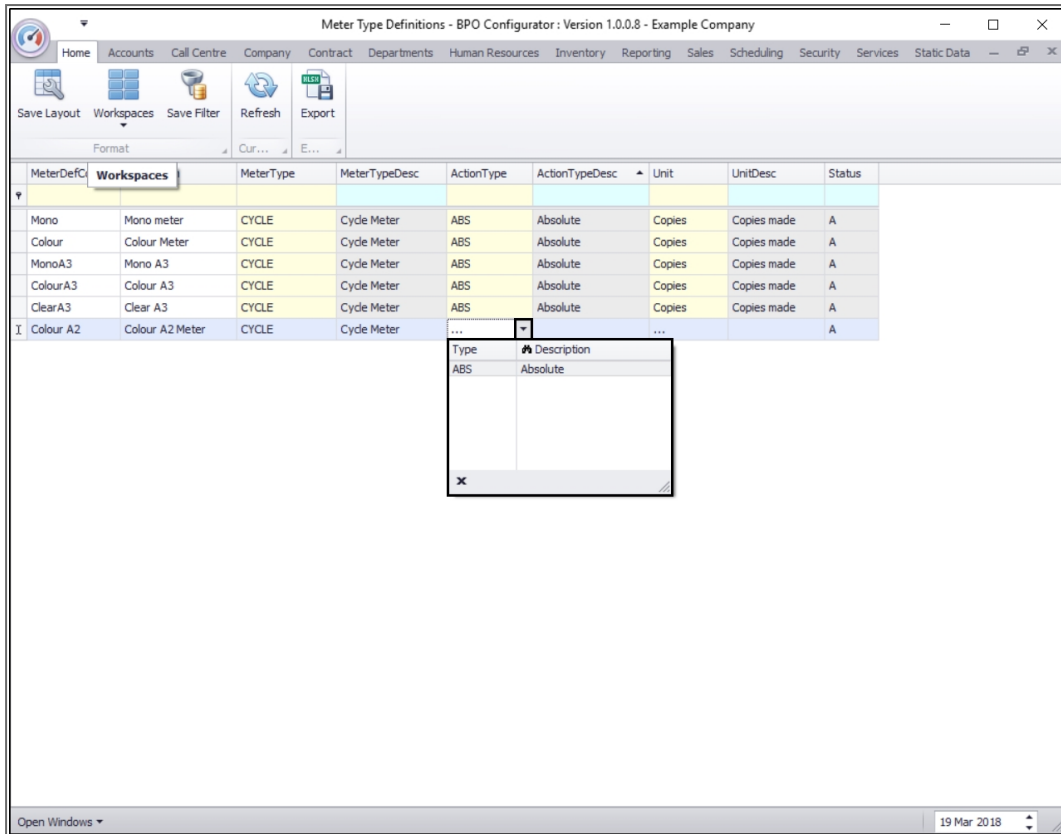 Meter Type Definitions - BPO Configurator : Version 1.0.0.8 - Example Company
Home Accounts Call Centre Company Contract Departments Human Resources Inventory Reporting Sales Scheduling Security Services Static Data
XLSX
Save Layout Workspaces Save Filter Refresh Export
Format Cur... E...
MeterDefC MeterType MeterTypeDesc ActionType ActionTypeDesc Unit UnitDesc Status
Workspaces
Mono Mono meter CYCLE Cycle Meter ABS Absolute Copies Copies made A
Colour Colour Meter CYCLE Cycle Meter ABS Absolute Copies Copies made A
MonoA3 Mono A3 CYCLE Cycle Meter ABS Absolute Copies Copies made A
ColourA3 Colour A3 CYCLE Cycle Meter ABS Absolute Copies Copies made A
ClearA3 Clear A3 CYCLE Cycle Meter ABS Absolute Copies Copies made A
Colour A2 Colour A2 Meter CYCLE Cycle Meter ... ... A
Type Description
ABS Absolute
Open Windows 19 Mar 2018